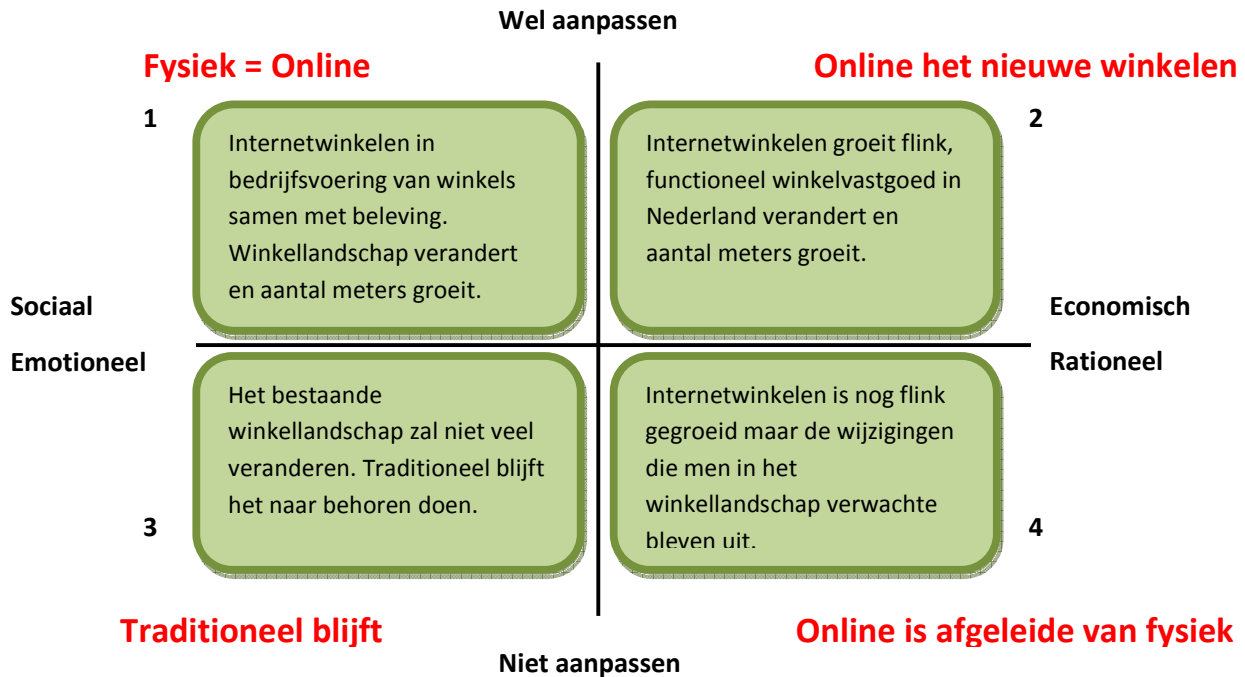 Wel aanpassen
Fysiek = Online
Online het nieuwe winkelen
1
2
Internetwinkelen in
bedrijfsvoering van winkels
samen met beleving.
Winkellandschap verandert
en aantal meters groeit.
Internetwinkelen groeit flink,
functioneel winkelvastgoed in
Nederland verandert en
aantal meters groeit.
Sociaal
Emotioneel
Economisch
Rationeel
Het bestaande
winkellandschap zal niet veel
veranderen. Traditioneel blijft
het naar behoren doen.
Internetwinkelen is nog flink
gegroeid maar de wijzigingen
die men in het
winkellandschap verwachte
bleven uit.
3
4
Traditioneel blijft
Online is afgeleide van fysiek
Niet aanpassen